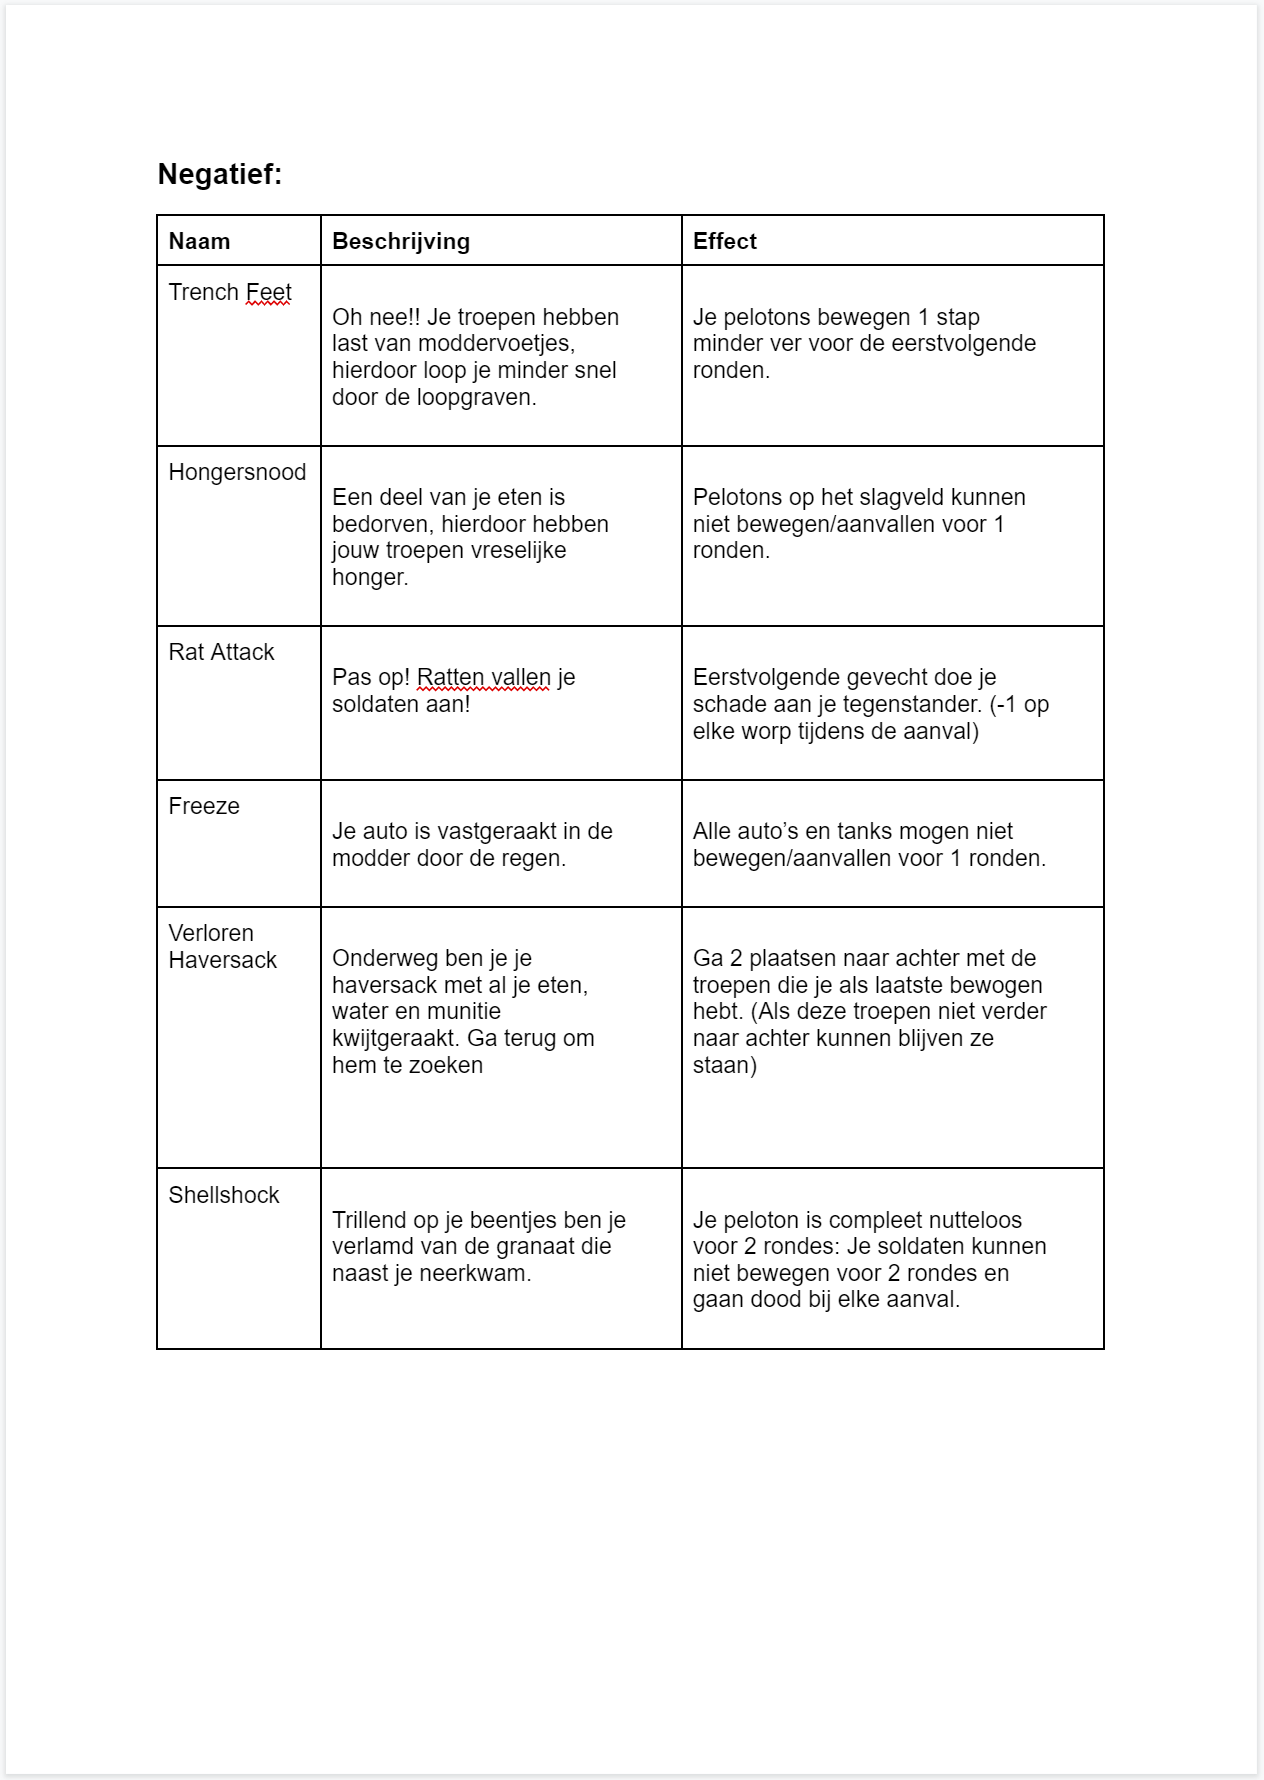 Negatief:
Naam
Beschrijving
Effect
Trench Feet
Oh nee!! Je troepen hebben
last van moddervoetjes,
hierdoor loop je minder snel
door de loopgraven.
Je pelotons bewegen 1 stap
minder ver voor de eerstvolgende
ronden.
Hongersnood
Een deel van je eten is
bedorven, hierdoor hebben
jouw troepen vreselijke
honger.
Pelotons op het slagveld kunnen
niet bewegen/aanvallen voor 1
ronden.
Rat Attack
Pas op! Ratten vallen je
soldaten aan!
Eerstvolgende gevecht doe je
schade aan je tegenstander. (-1 op
elke worp tijdens de aanval)
Freeze
Je auto is vastgeraakt in de
modder door de regen.
Alle auto’s en tanks mogen niet
bewegen/aanvallen voor 1 ronden.
Verloren
Haversack
Onderweg ben je je
haversack met al je eten,
water en munitie
kwijtgeraakt. Ga terug om
hem te zoeken
Ga 2 plaatsen naar achter met de
troepen die je als laatste bewogen
hebt. (Als deze troepen niet verder
naar achter kunnen blijven ze
staan)
Shellshock
Trillend op je beentjes ben je
verlamd van de granaat die
naast je neerkwam.
Je peloton is compleet nutteloos
voor 2 rondes: Je soldaten kunnen
niet bewegen voor 2 rondes en
gaan dood bij elke aanval.